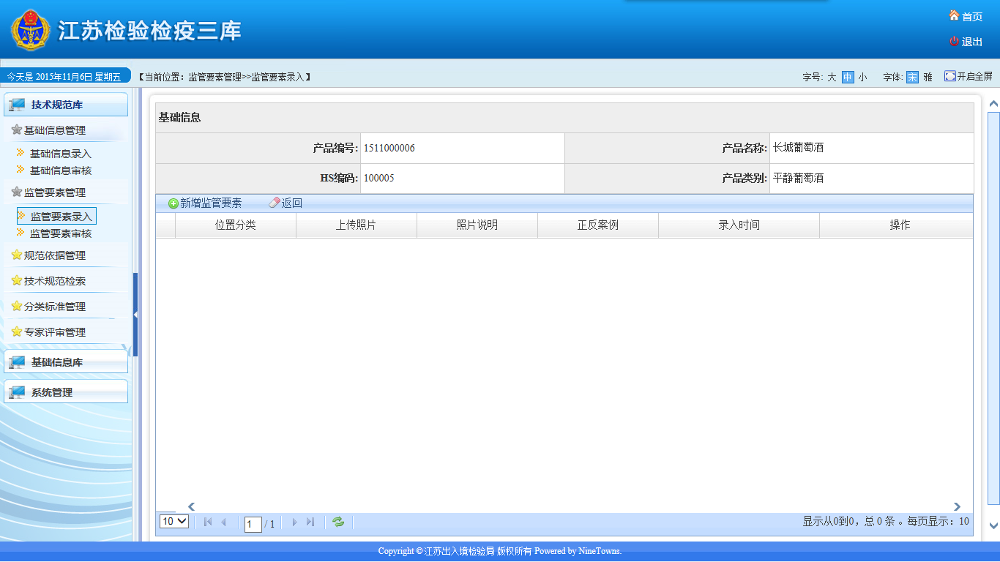 江苏检验检疫三库
首页
退出
今天是 2015年11月6日 星期五
【当前位置：监管要素管理>>监管要素录入】
字号: 大 中 小 字体: 宋 雅 开启全屏
技术规范库
基础信息管理
基础信息录入
基础信息审核
监管要素管理
监管要素录入
监管要素审核
规范依据管理
技术规范检索
分类标准管理
专家评审管理
基础信息库
系统管理
基础信息
产品编号: 1511000006 产品名称: 长城葡萄酒
HS编码: 100005 产品类别: 平静葡萄酒
新增监管要素 返回
位置分类 上传照片 照片说明 正反案例 录入时间 操作
10 1 / 1 显示从0到0，总 0 条 。每页显示：10
Copyright © 江苏出入境检验局 版权所有 Powered by NineTowns.